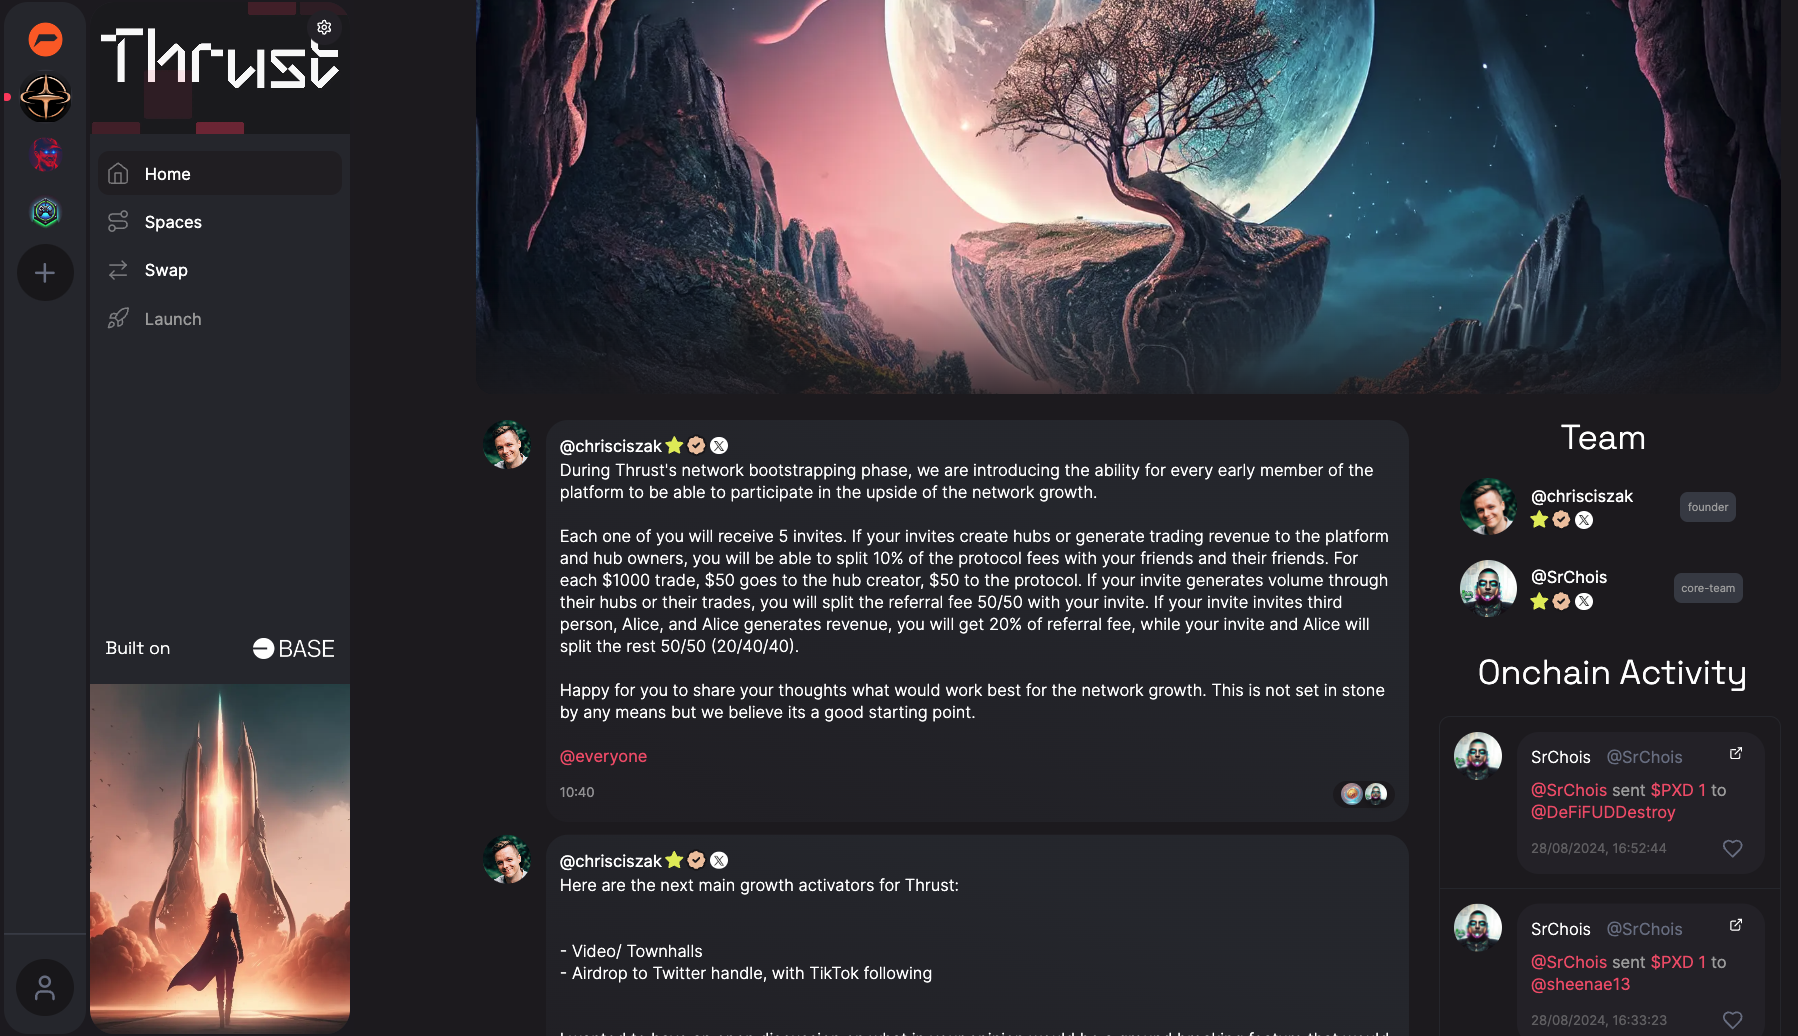 Thrust
Home
Spaces
Swap
Launch
Built on
BASE
@chrisciszak
During Thrust's network bootstrapping phase, we are introducing the ability for every early member of the
platform to be able to participate in the upside of the network growth.
Each one of you will receive 5 invites. If your invites create hubs or generate trading revenue to the platform
and hub owners, you will be able to split 10% of the protocol fees with your friends and their friends. For
each $1000 trade, $50 goes to the hub creator, $50 to the protocol. If your invite generates volume through
their hubs or their trades, you will split the referral fee 50/50 with your invite. If your invite invites third
person, Alice, and Alice generates revenue, you will get 20% of referral fee, while your invite and Alice will
split the rest 50/50 (20/40/40).
Happy for you to share your thoughts what would work best for the network growth. This is not set in stone
by any means but we believe its a good starting point.
@everyone
10:40
@chrisciszak
Here are the next main growth activators for Thrust:
- Video/ Townhalls
- Airdrop to Twitter handle, with TikTok following
Team
@chrisciszak
founder
@SrChois
core-team
Onchain Activity
SrChois @SrChois
@SrChois sent $PXD 1 to
@DeFiFUDDestroy
28/08/2024, 16:52:44
SrChois @SrChois
@SrChois sent $PXD 1 to
@sheenae13
28/08/2024, 16:33:23